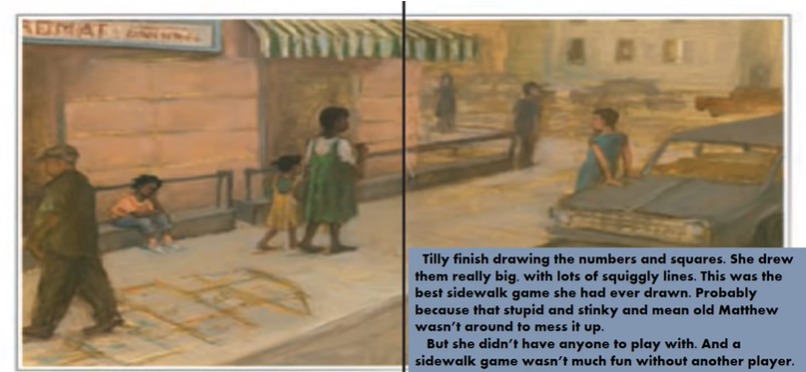 Tilly finish drawing the numbers and squares. She drew
them really big, with lots of squiggly lines. This was the
best sidewalk game she had ever drawn. Probably
because that stupid and stinky and mean old Matthew
wasn't around to mess it up.
But she didn't have anyone to play with. And a
sidewalk game wasn't much fun without another player.